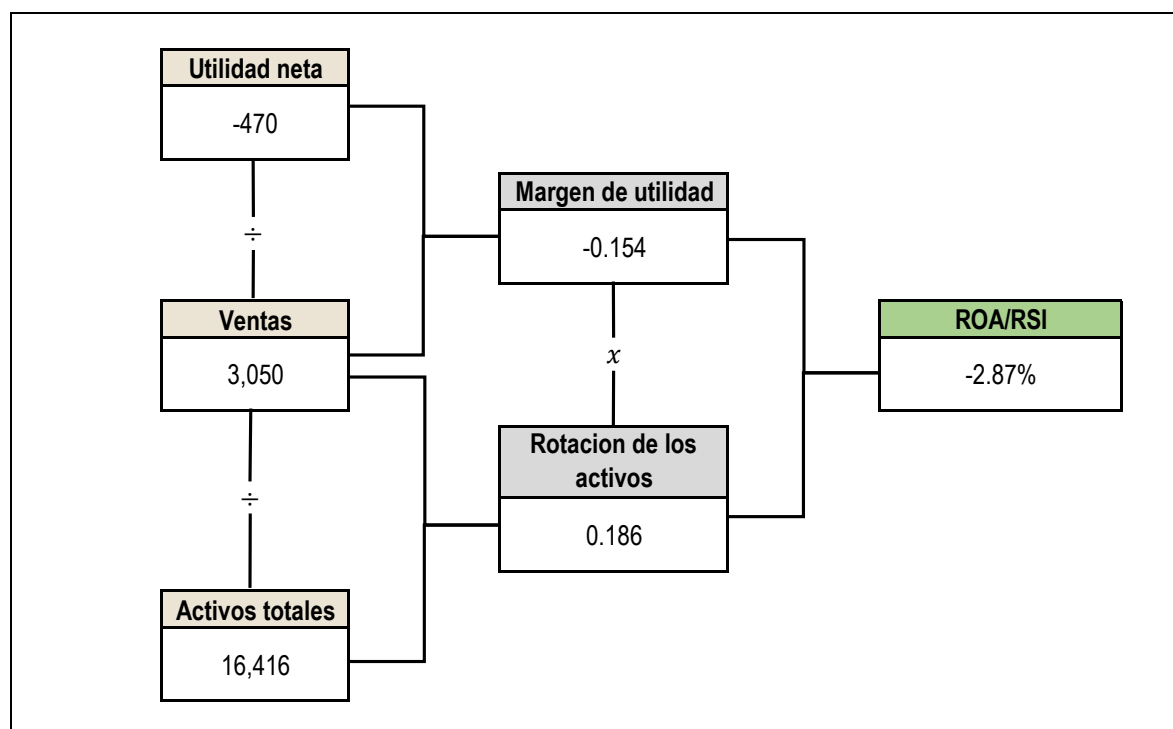 Utilidad neta
-470
÷
Ventas
3,050
÷
Activos totales
16,416
Margen de utilidad
-0.154
x
Rotacion de los
activos
0.186
ROA/RSI
-2.87%